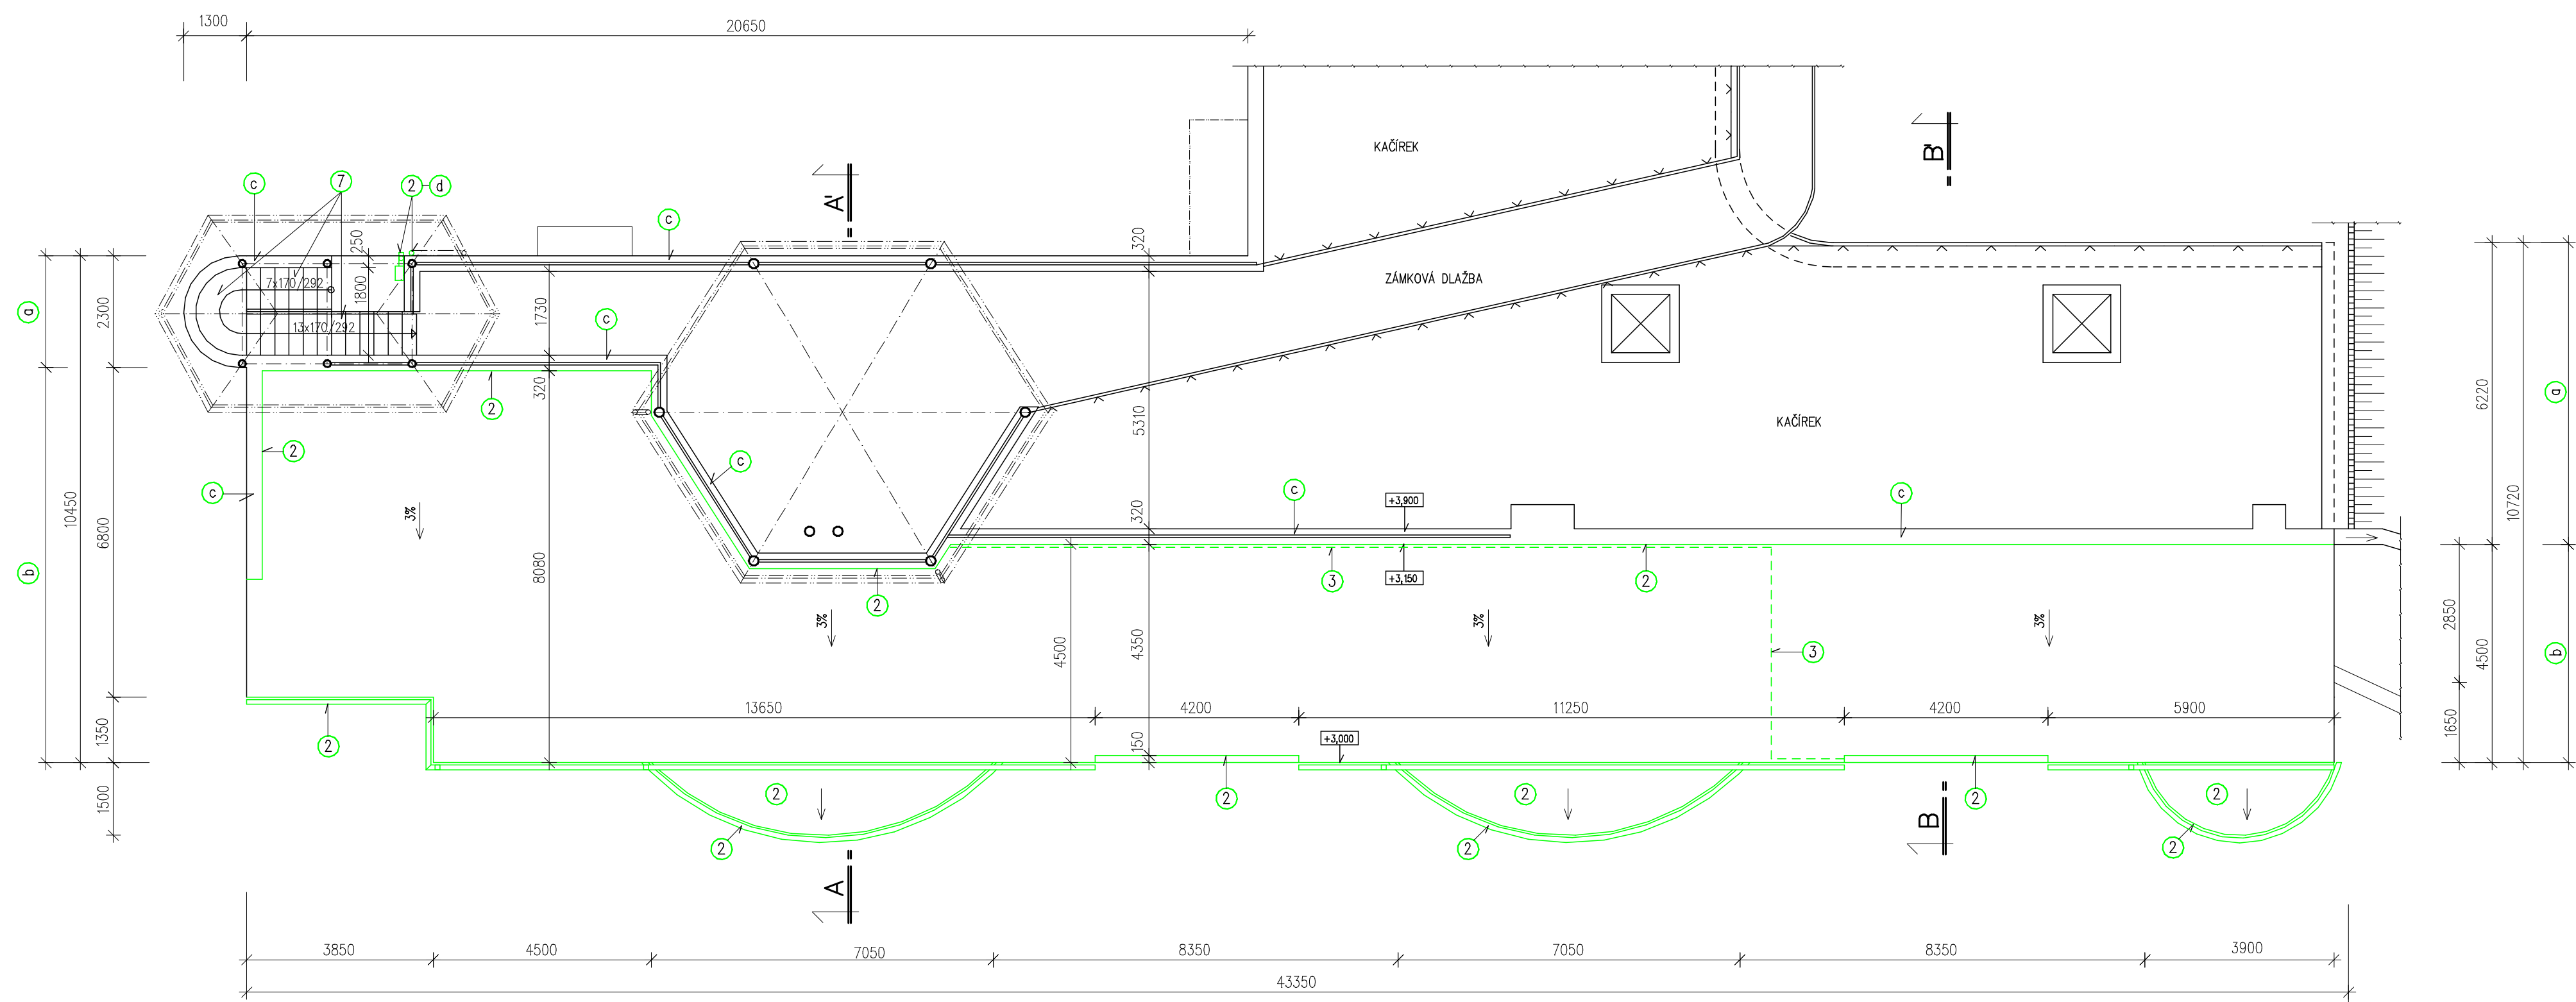 1300
20650
KAČÍREK
B'
A'
c
7
2
d
c
250
320
7x170/292
1800
ZÁMKOVÁ DLAŽBA
a
2300
1730
13x170/292
c
6220
a
10720
320
2
5310
KAČÍREK
2
c
c
10450
6800
3%
320
+3,900
c
c
b
8080
+3,150
3
2
2
3%
3%
3%
2850
4500
4500
4350
3
b
13650
4200
11250
4200
5900
1350
1650
2
150
+3,000
1500
2
2
2
2
2
2
2
2
B
2
A
3850
4500
7050
8350
7050
8350
3900
43350